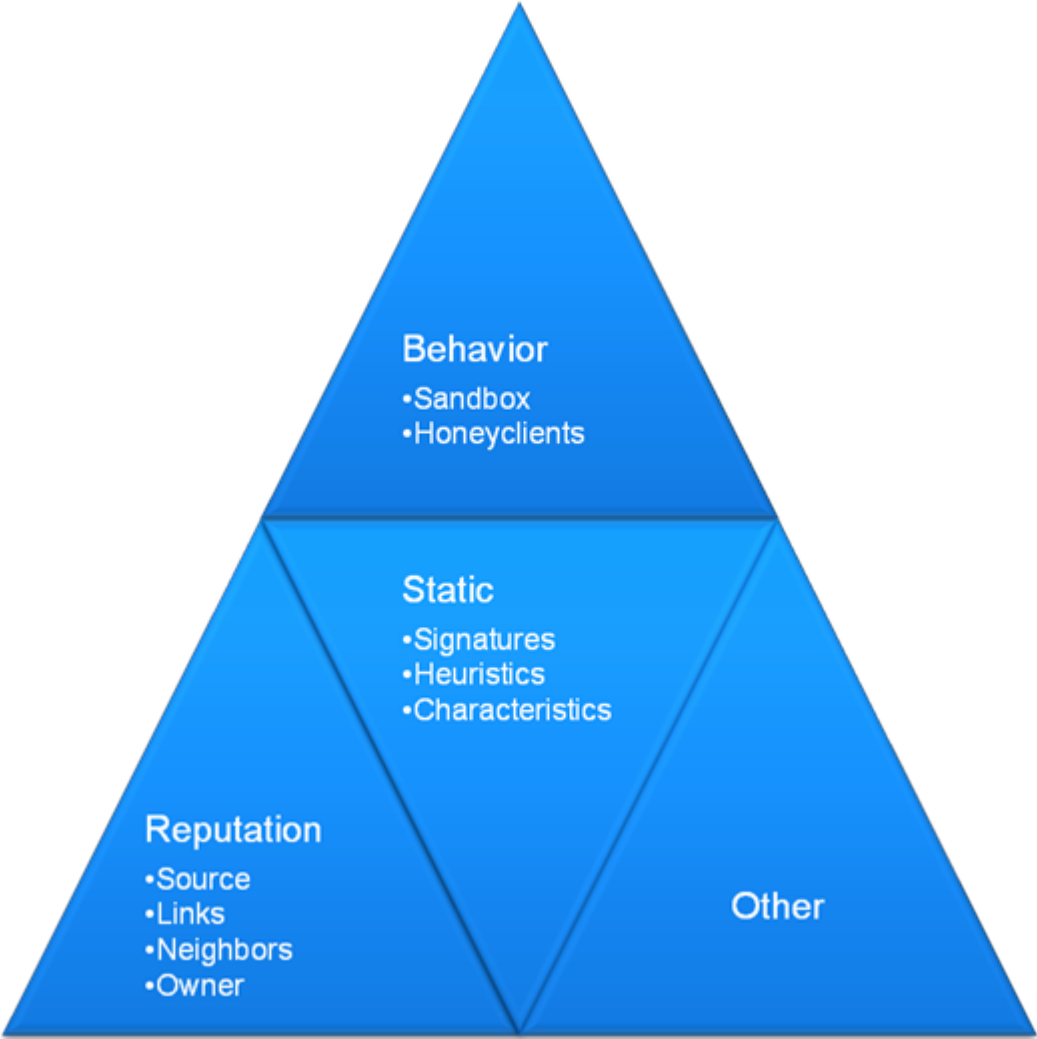 Behavior
•Sandbox
•Honeyclients
Static
•Signatures
•Heuristics
•Characteristics
Reputation
•Source
•Links
•Neighbors
•Owner
Other